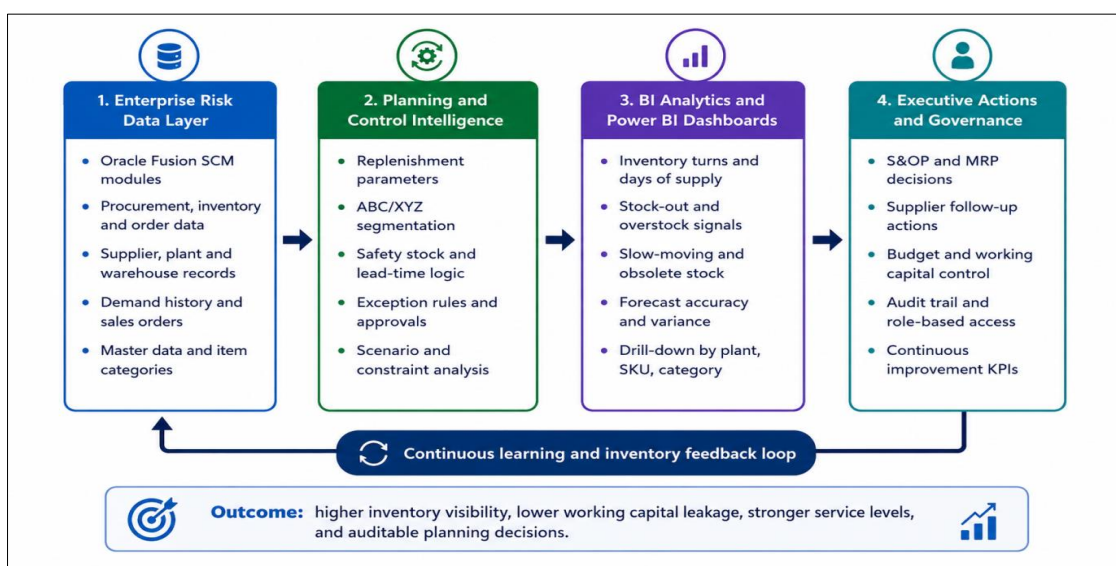 1. Enterprise Risk
Data Layer
• Oracle Fusion SCM
modules
• Procurement, inventory
and order data
• Supplier, plant and
warehouse records
• Demand history and
sales orders
• Master data and item
categories
2. Planning and
Control Intelligence
• Replenishment
parameters
• ABC/XYZ
segmentation
• Safety stock and
lead-time logic
• Exception rules and
approvals
• Scenario and
constraint analysis
3. BI Analytics and
Power BI Dashboards
• Inventory turns and
days of supply
• Stock-out and
overstock signals
• Slow-moving and
obsolete stock
• Forecast accuracy
and variance
• Drill-down by plant,
SKU, category
4. Executive Actions
and Governance
• S&OP and MRP
decisions
• Supplier follow-up
actions
• Budget and working
capital control
• Audit trail and
role-based access
• Continuous
improvement KPIs
Continuous learning and inventory feedback loop
Outcome: higher inventory visibility, lower working capital leakage, stronger service levels,
and auditable planning decisions.